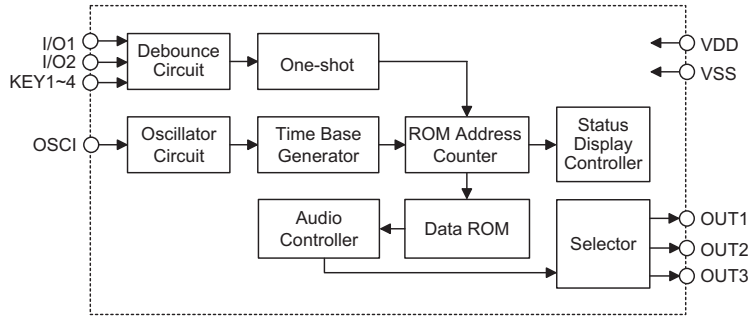 I/O1
I/O2
KEY1~4
Debounce
Circuit
One-shot
VDD
VSS
OSCI
Oscillator
Circuit
Time Base
Generator
ROM Address
Counter
Status
Display
Controller
Audio
Controller
Data ROM
Selector
OUT1
OUT2
OUT3